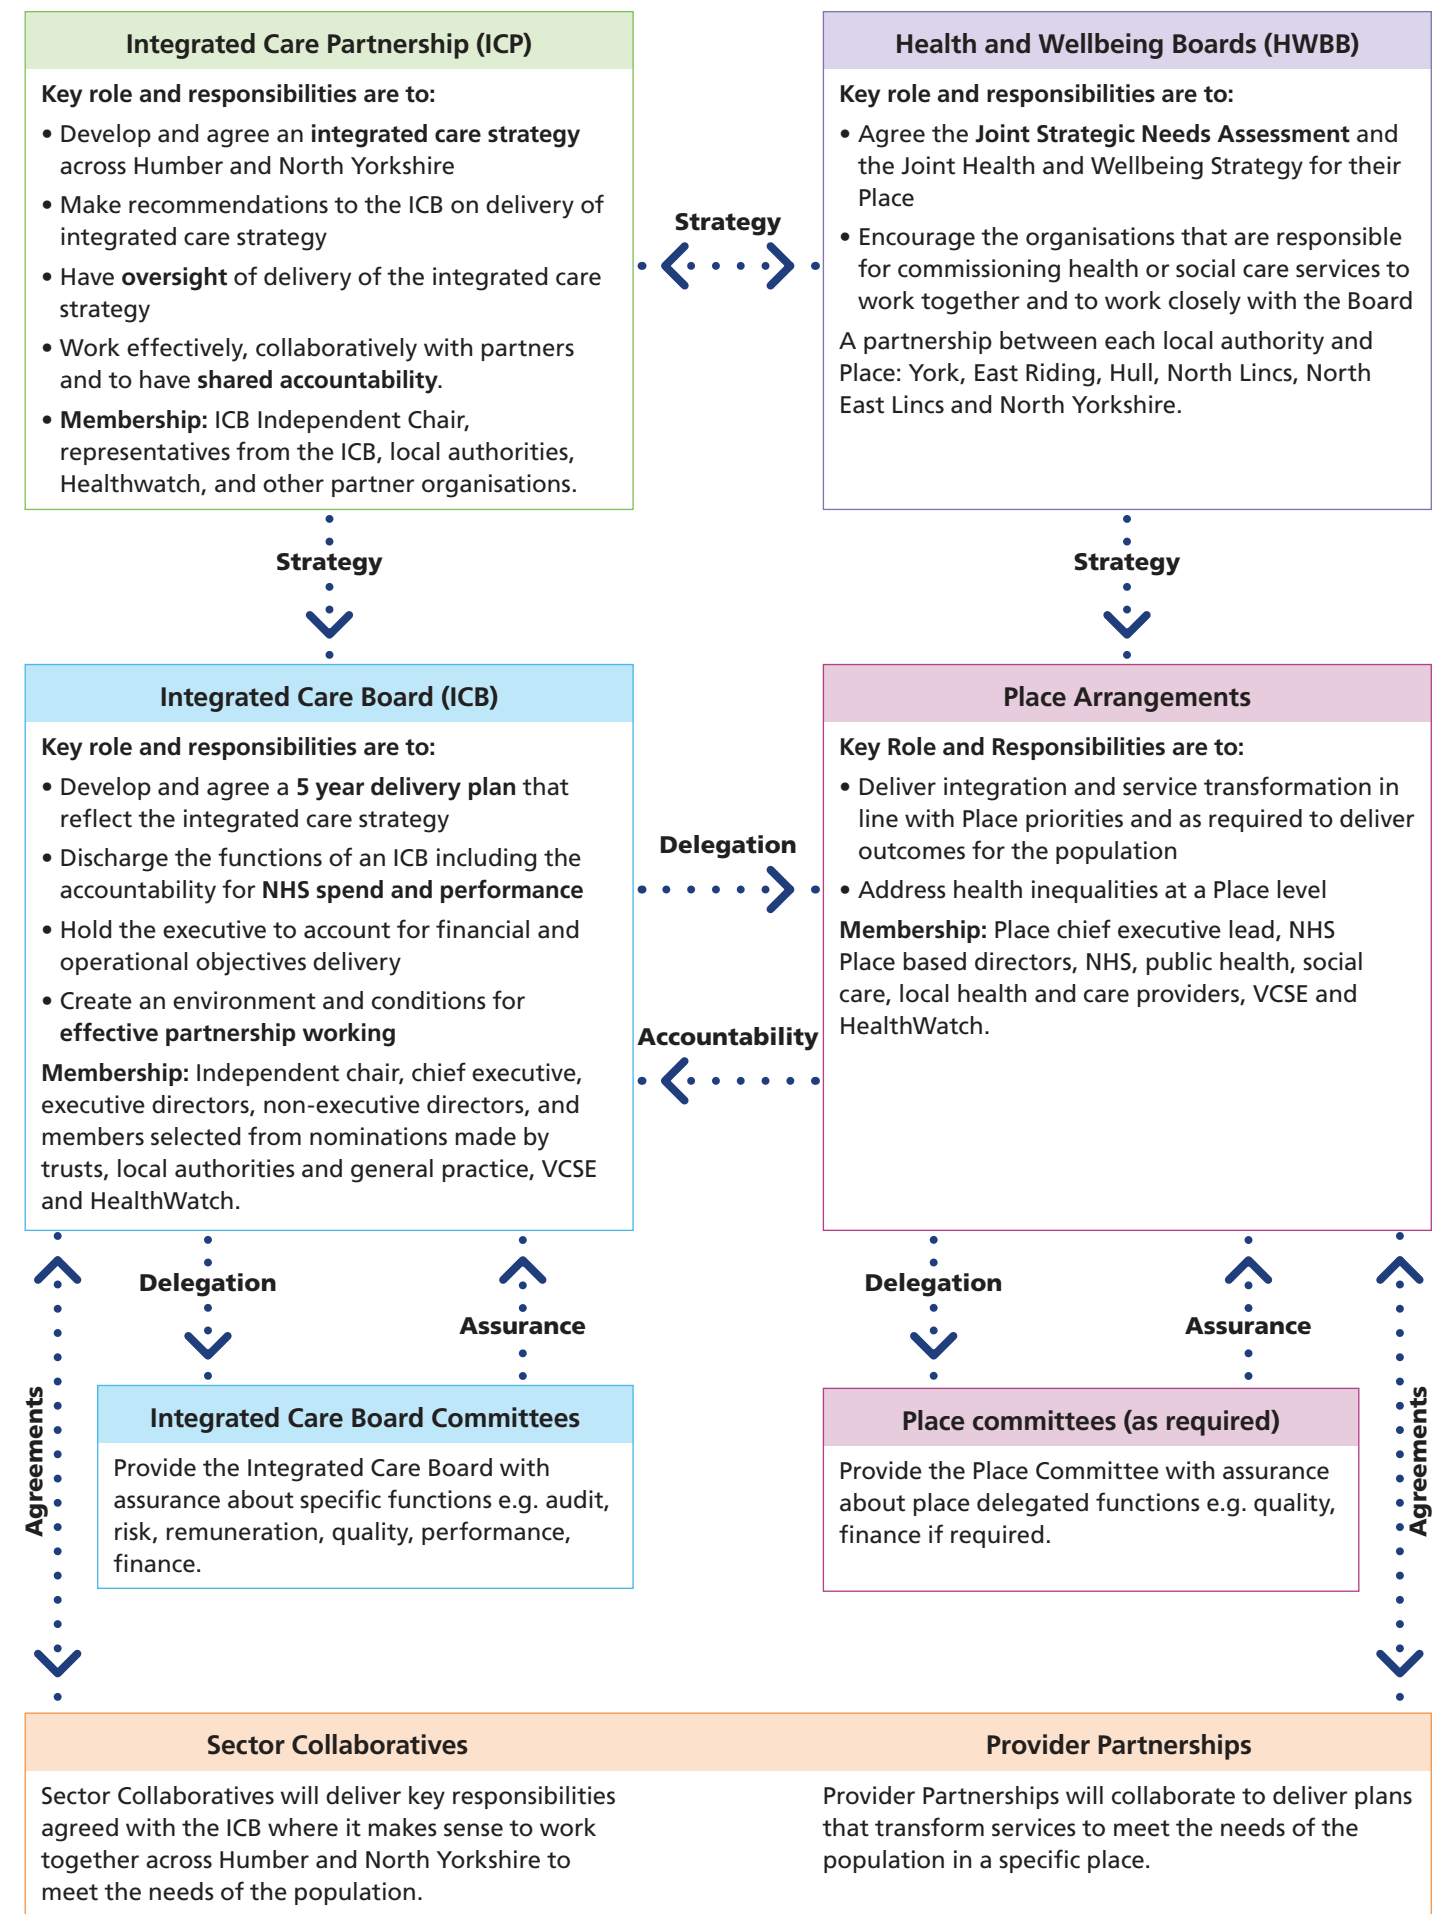 Integrated Care Partnership (ICP)
Key role and responsibilities are to:
• Develop and agree an integrated care strategy
across Humber and North Yorkshire
• Make recommendations to the ICB on delivery of
integrated care strategy
• Have oversight of delivery of the integrated care
strategy
• Work effectively, collaboratively with partners
and to have shared accountability.
• Membership: ICB Independent Chair,
representatives from the ICB, local authorities,
Healthwatch, and other partner organisations.
Strategy
Health and Wellbeing Boards (HWBB)
Key role and responsibilities are to:
• Agree the Joint Strategic Needs Assessment and
the Joint Health and Wellbeing Strategy for their
Place
• Encourage the organisations that are responsible
for commissioning health or social care services to
work together and to work closely with the Board
A partnership between each local authority and
Place: York, East Riding, Hull, North Lincs, North
East Lincs and North Yorkshire.
Strategy
Strategy
Integrated Care Board (ICB)
Key role and responsibilities are to:
• Develop and agree a 5 year delivery plan that
reflect the integrated care strategy
• Discharge the functions of an ICB including the
accountability for NHS spend and performance
• Hold the executive to account for financial and
operational objectives delivery
• Create an environment and conditions for
effective partnership working
Membership: Independent chair, chief executive,
executive directors, non-executive directors, and
members selected from nominations made by
trusts, local authorities and general practice, VCSE
and HealthWatch.
Delegation
Accountability
Place Arrangements
Key Role and Responsibilities are to:
• Deliver integration and service transformation in
line with Place priorities and as required to deliver
outcomes for the population
• Address health inequalities at a Place level
Membership: Place chief executive lead, NHS
Place based directors, NHS, public health, social
care, local health and care providers, VCSE and
HealthWatch.
Delegation
Assurance
Delegation
Assurance
Agreements
Integrated Care Board Committees
Provide the Integrated Care Board with
assurance about specific functions e.g. audit,
risk, remuneration, quality, performance,
finance.
Place committees (as required)
Provide the Place Committee with assurance
about place delegated functions e.g. quality,
finance if required.
Agreements
Sector Collaboratives
Sector Collaboratives will deliver key responsibilities
agreed with the ICB where it makes sense to work
together across Humber and North Yorkshire to
meet the needs of the population.
Provider Partnerships
Provider Partnerships will collaborate to deliver plans
that transform services to meet the needs of the
population in a specific place.